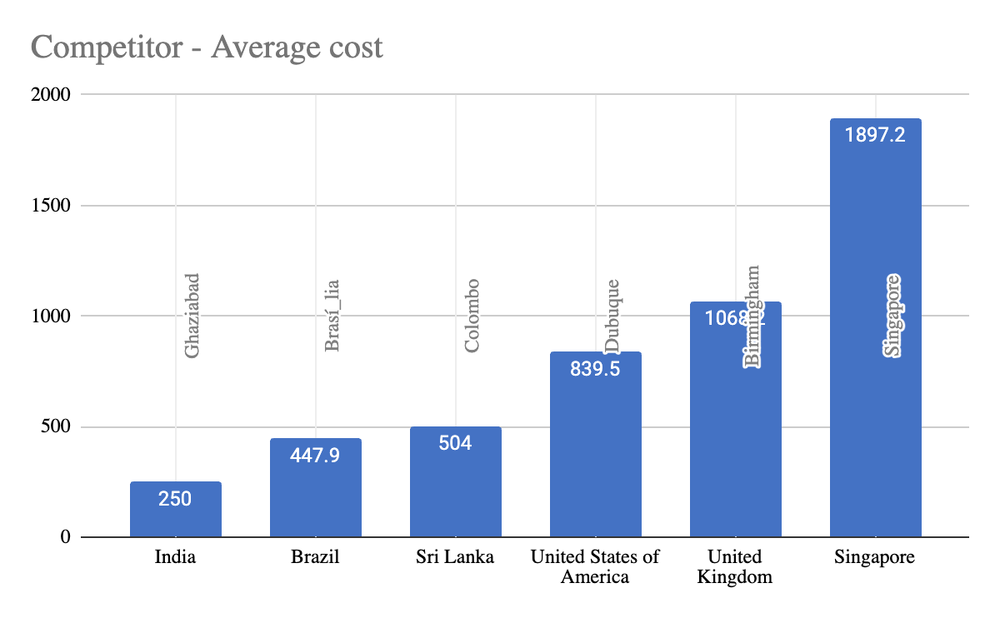 Competitor - Average cost
2000
1500
1000
500
0
250
447.9
504
839.5
1897.2
Ghaziabad
Brasí_lia
Colombo
Dubuque
Birmingham
Singapore
India
Brazil
Sri Lanka
United States of
America
United
Kingdom
Singapore